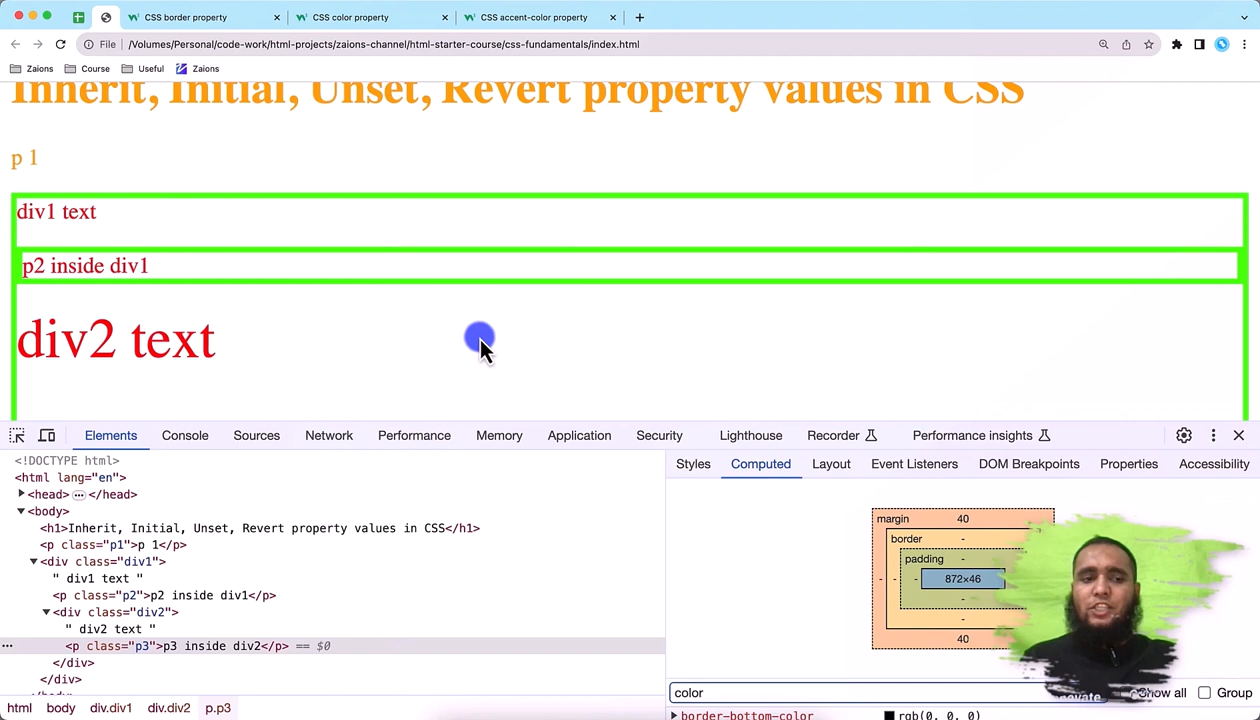 CSS border property
CSS color property
CSS accent-color property
File
/Volumes/Personal/code-work/html-projects/zaions-channel/html-starter-course/css-fundamentals/index.html
Zaions
Course
Useful
Zaions
Inherit, Initial, Unset, Revert property values in CSS
p 1
div1 text
p2 inside div1
div2 text
Elements Console Sources Network Performance Memory Application Security Lighthouse Recorder Performance insights
<!DOCTYPE html>
<html lang="en">
<head> ••• </head>
<body>
<h1>Inherit, Initial, Unset, Revert property values in CSS</h1>
<p class="p1">p 1</p>
<div class="div1">
" div1 text "
<p class="p2">p2 inside div1</p>
<div class="div2">
" div2 text "
••• <p class="p3">p3 inside div2</p> == $0
</div>
</div>
</body>
html body div.div1 div.div2 p.p3
Styles Computed Layout Event Listeners DOM Breakpoints Properties Accessibility
margin 40
border -
padding -
- - - 872×46
-
-
40
color
Show all
Group
border-bottom-color rgb(0, 0, 0)